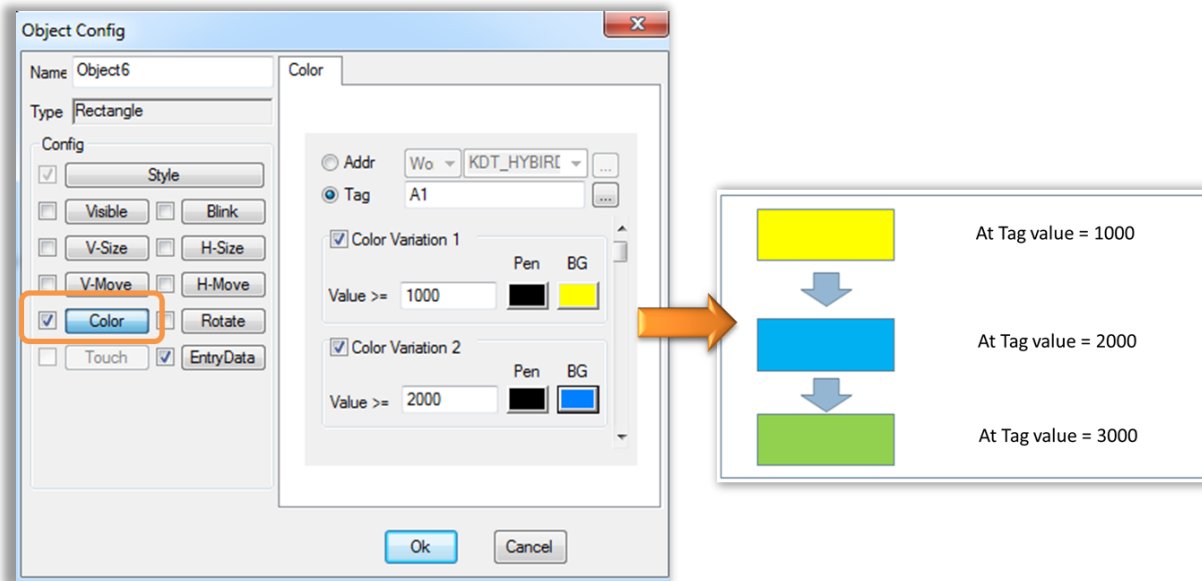 Object Config
Name Object6
Type Rectangle
Config
Style
Visible Blink
V-Size H-Size
V-Move H-Move
Color Rotate
Touch EntryData
Color
Addr Wo KDT_HYBIRD ...
Tag A1 ...
Color Variation 1
Pen BG
Value >= 1000
Color Variation 2
Pen BG
Value >= 2000
Ok Cancel
At Tag value = 1000
At Tag value = 2000
At Tag value = 3000